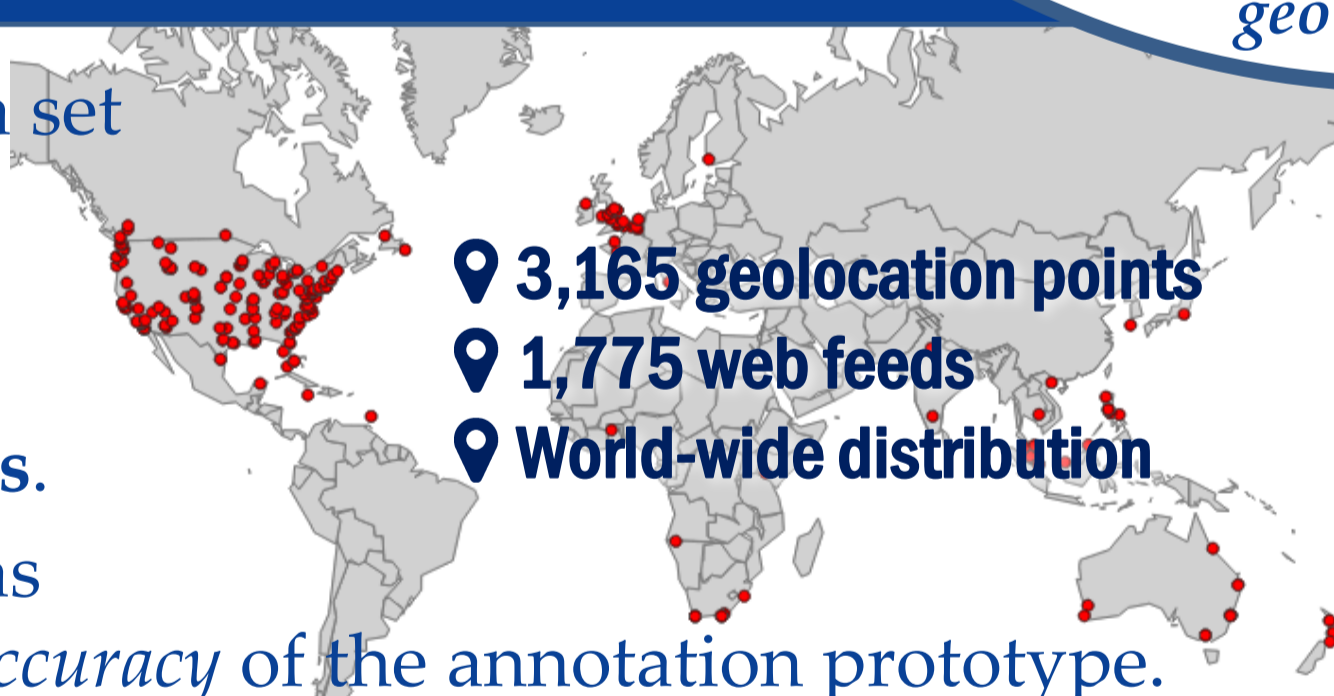 geo
set
3,165 geolocation points
1,775 web feeds
World-wide distribution
s.
ns
ccuracy of the annotation prototype.